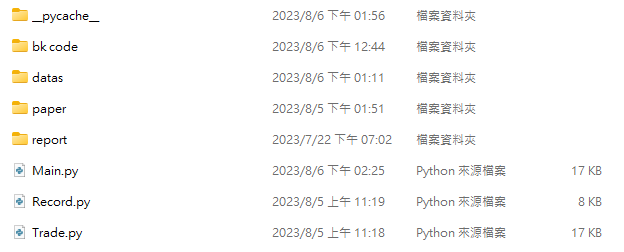 __pycache__ 2023/8/6 下午 01:56 檔案資料夾
bk code 2023/8/6 下午 12:44 檔案資料夾
datas 2023/8/6 下午 01:11 檔案資料夾
paper 2023/8/5 下午 01:51 檔案資料夾
report 2023/7/22 下午 07:02 檔案資料夾
Main.py 2023/8/6 下午 02:25 Python 來源檔案 17 KB
Record.py 2023/8/5 上午 11:19 Python 來源檔案 8 KB
Trade.py 2023/8/5 上午 11:18 Python 來源檔案 17 KB